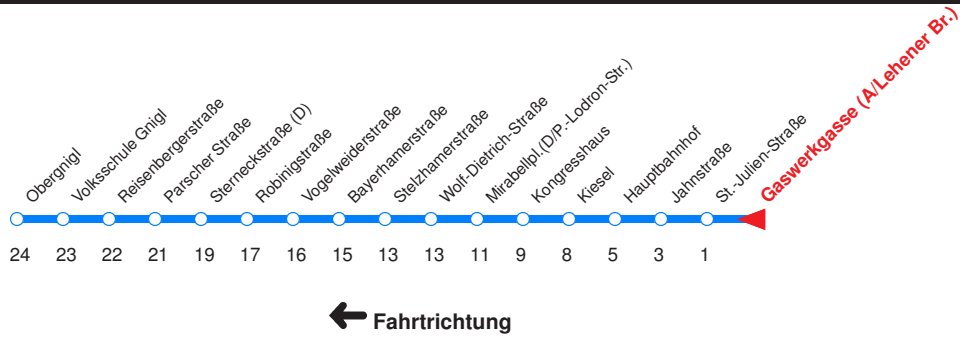 Obergnigl
Volksschule Gnigl
Reisenbergerstraße
Parscher Straße
Sterneckstraße (D)
Robinigstraße
Vogelweiderstraße
Bayerhamerstraße
Stelzhamerstraße
Wolf-Dietrich-Straße
Mirabellpl.(D/P.-Lodron-Str.)
Kongresshaus
Kiesel
Hauptbahnhof
Jahnstraße
St.-Julien-Straße
Gaswerkgasse (A/Lehener Br.)
24 23 22 21 19 17 16 15 13 13 11 9 8 5 3 1
Fahrtrichtung